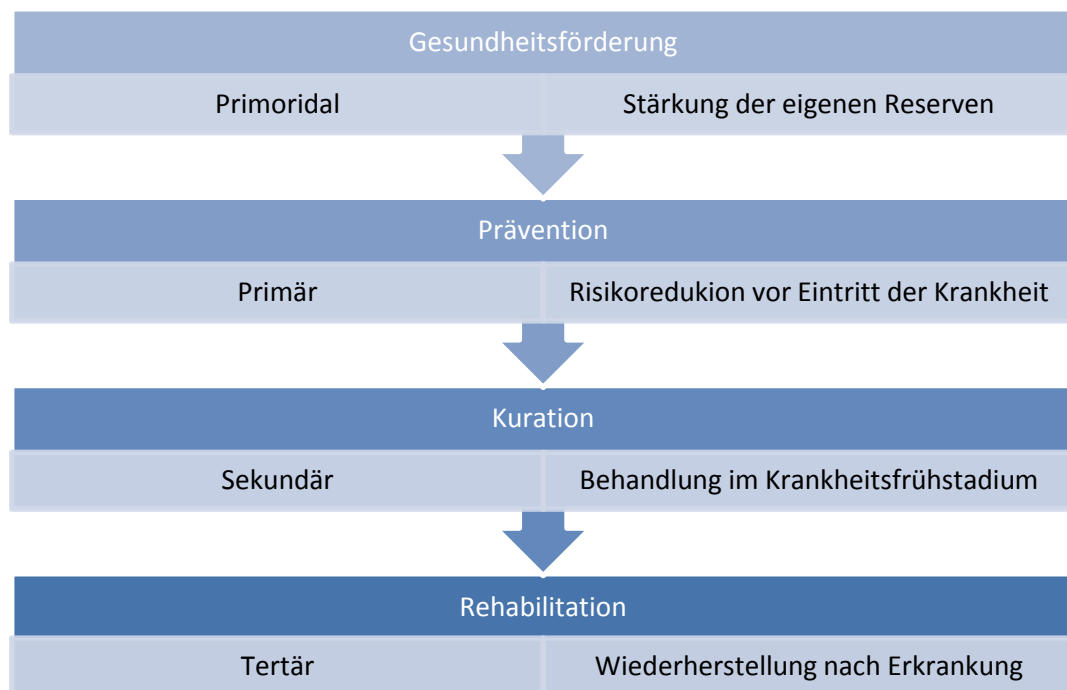 Gesundheitsförderung
Primoridal
Stärkung der eigenen Reserven
Prävention
Primär
Risikoredukion vor Eintritt der Krankheit
Kuration
Sekundär
Behandlung im Krankheitsfrühstadium
Rehabilitation
Tertär
Wiederherstellung nach Erkrankung